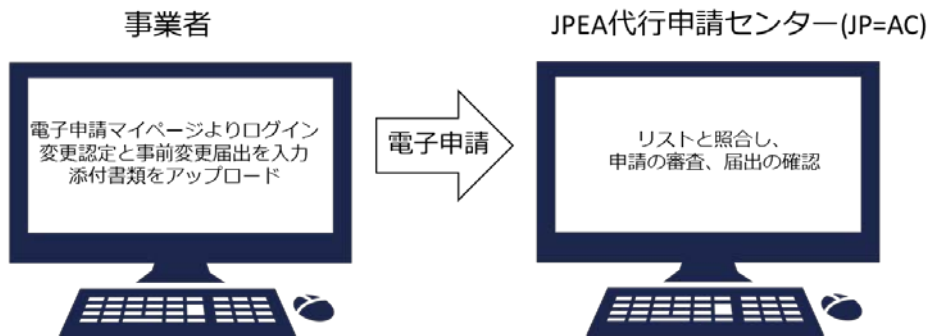 事業者
JPEA代行申請センター(JP=AC)
電子申請マイページよりログイン
変更認定と事前変更届出を入力
添付書類をアップロード
電子申請
リストと照合し、
申請の審査、届出の確認